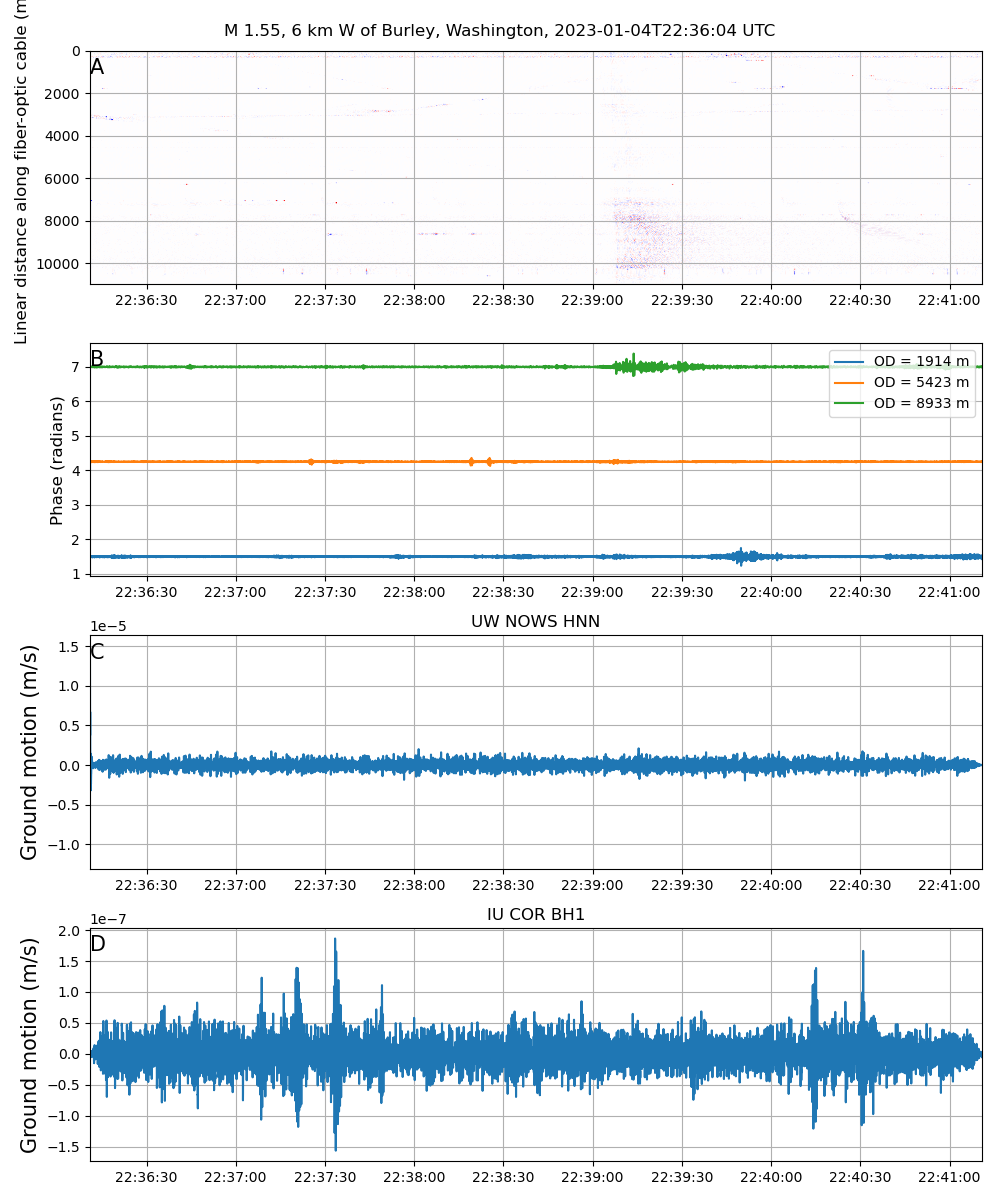 M 1.55, 6 km W of Burley, Washington, 2023-01-04T22:36:04 UTC
Linear distance along fiber-optic cable (m
A
0
2000
4000
6000
8000
10000
22:36:30 22:37:00 22:37:30 22:38:00 22:38:30 22:39:00 22:39:30 22:40:00 22:40:30 22:41:00
Phase (radians)
B
7
6
5
4
3
2
1
OD = 1914 m
OD = 5423 m
OD = 8933 m
22:36:30 22:37:00 22:37:30 22:38:00 22:38:30 22:39:00 22:39:30 22:40:00 22:40:30 22:41:00
UW NOWS HNN
1e−5
Ground motion (m/s)
C
1.5
1.0
0.5
0.0
−0.5
−1.0
22:36:30 22:37:00 22:37:30 22:38:00 22:38:30 22:39:00 22:39:30 22:40:00 22:40:30 22:41:00
IU COR BH1
1e−7
Ground motion (m/s)
D
2.0
1.5
1.0
0.5
0.0
−0.5
−1.0
−1.5
22:36:30 22:37:00 22:37:30 22:38:00 22:38:30 22:39:00 22:39:30 22:40:00 22:40:30 22:41:00